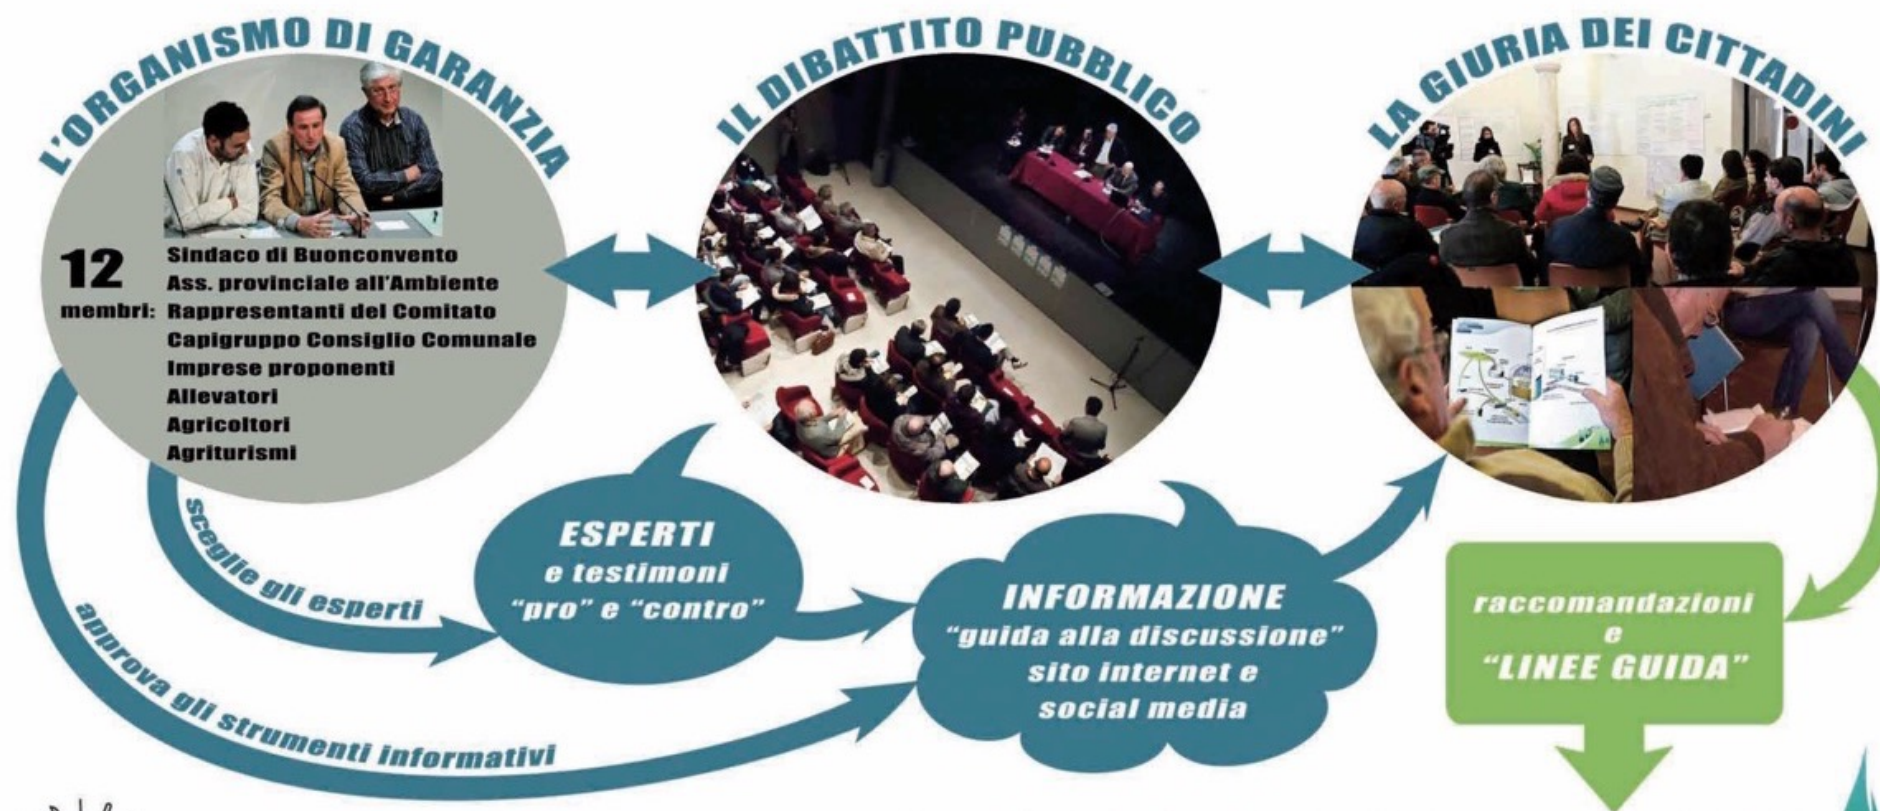 L'ORGANISMO DI GARANZIA
12
membri:
Sindaco di Buonconvento
Ass. provinciale all'Ambiente
Rappresentanti del Comitato
Capigruppo Consiglio Comunale
Imprese proponenti
Allevatori
Agricoltori
Agriturismi
IL DIBATTITO PUBBLICO
LA GIURIA DEI CITTADINI
sceglie gli esperti
approva gli strumenti informativi
ESPERTI
e testimoni
"pro" e "contro"
INFORMAZIONE
"guida alla discussione"
sito internet e
social media
raccomandazioni
e
"LINEE GUIDA"